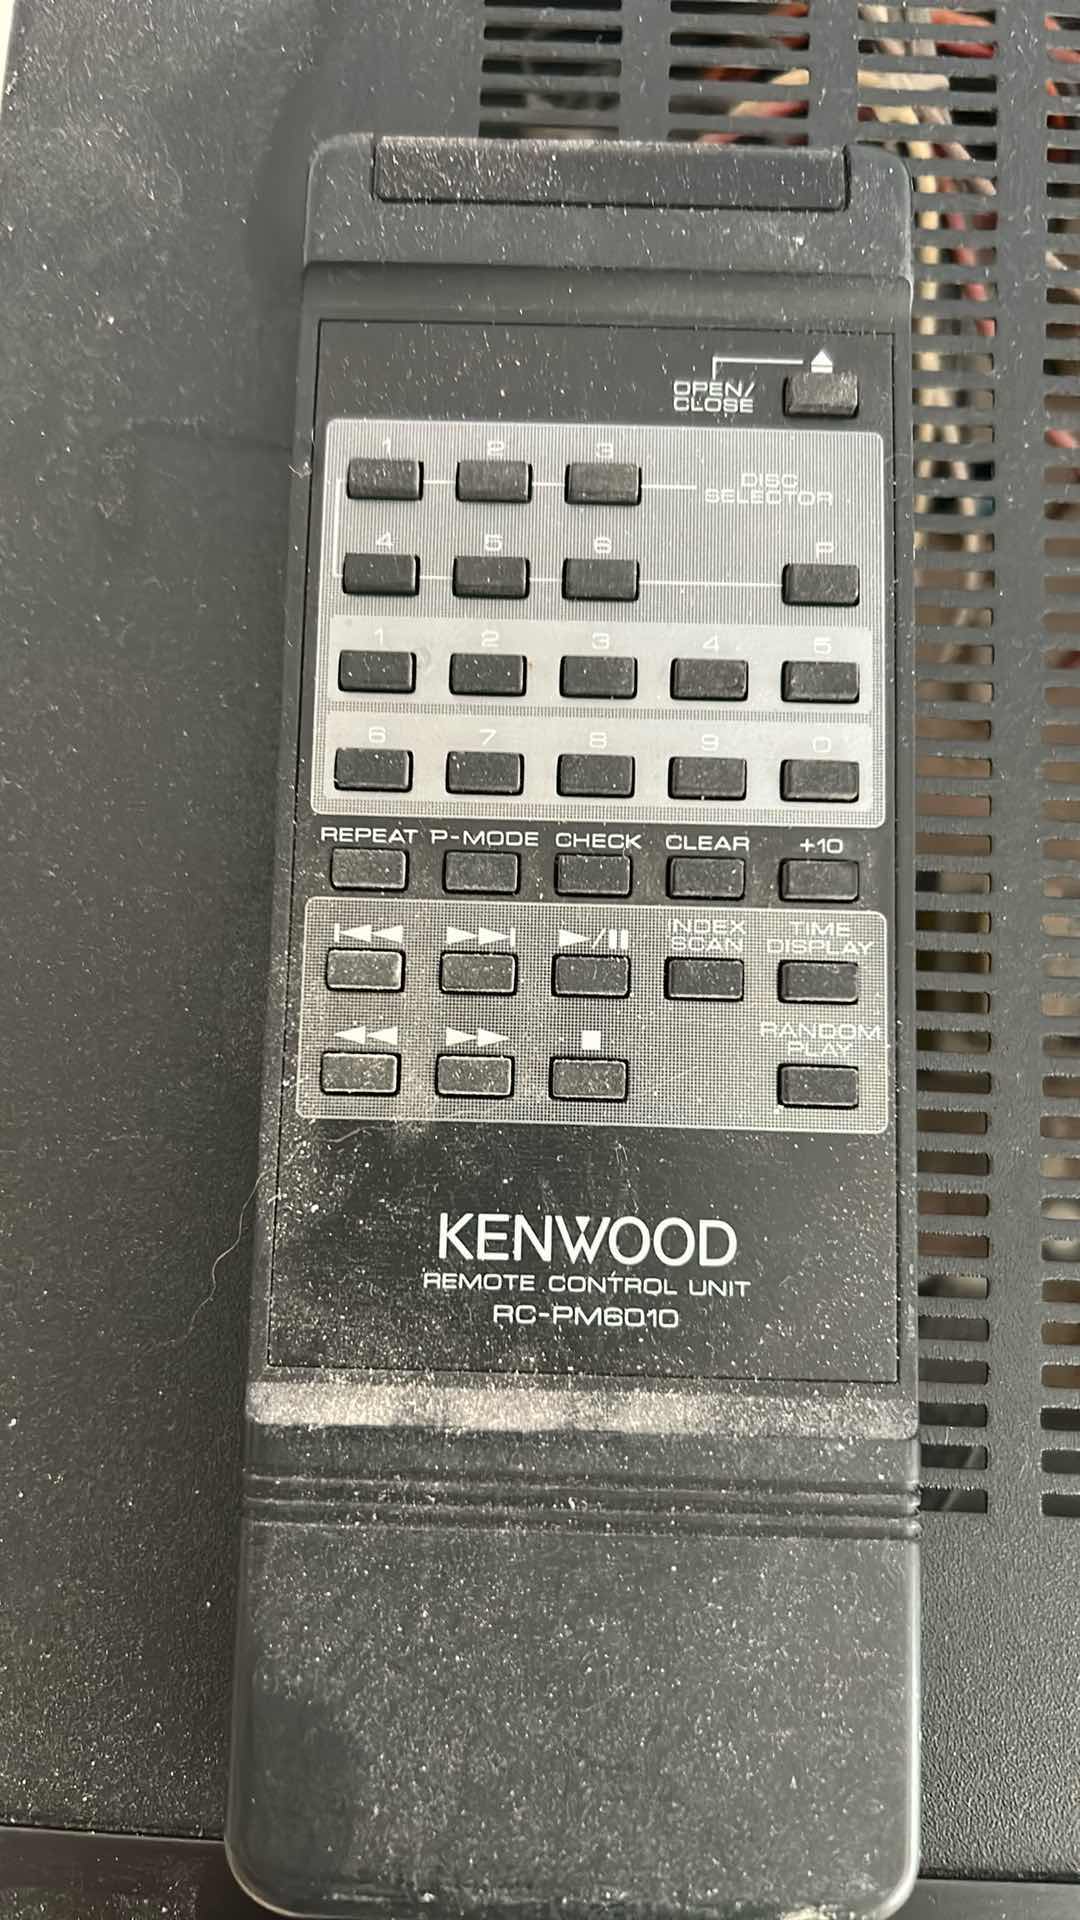 OPEN/
CLOSE
1 2 3
DISC
SELECTOR
4 5 6 P
1 2 3 4 5
6 7 8 9 0
REPEAT P-MODE CHECK CLEAR +10
INDEX
SCAN
TIME
DISPLAY
RANDOM
PLAY
KENWOOD
REMOTE CONTROL UNIT
RC-PM6010